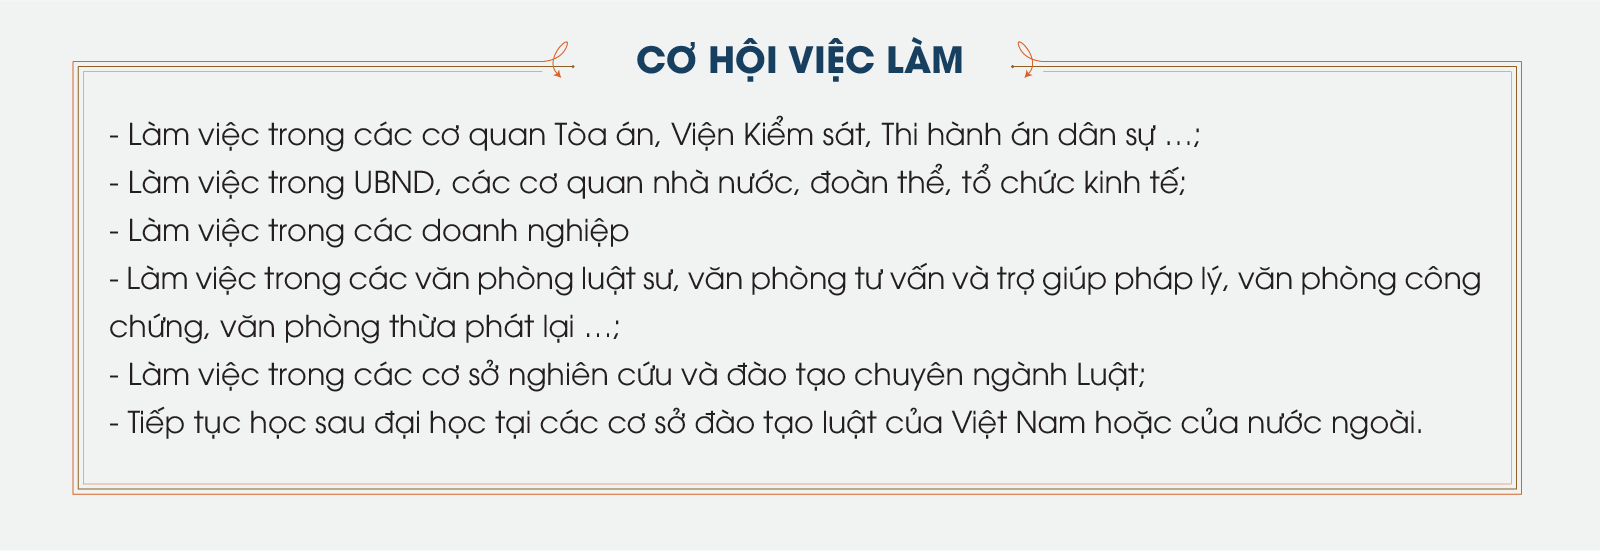 CƠ HỘI VIỆC LÀM
- Làm việc trong các cơ quan Tòa án, Viện Kiểm sát, Thi hành án dân sự ...;
- Làm việc trong UBND, các cơ quan nhà nước, đoàn thể, tổ chức kinh tế;
- Làm việc trong các doanh nghiệp
- Làm việc trong các văn phòng luật sư, văn phòng tư vấn và trợ giúp pháp lý, văn phòng công
chứng, văn phòng thừa phát lại ...;
- Làm việc trong các cơ sở nghiên cứu và đào tạo chuyên ngành Luật;
- Tiếp tục học sau đại học tại các cơ sở đào tạo luật của Việt Nam hoặc của nước ngoài.